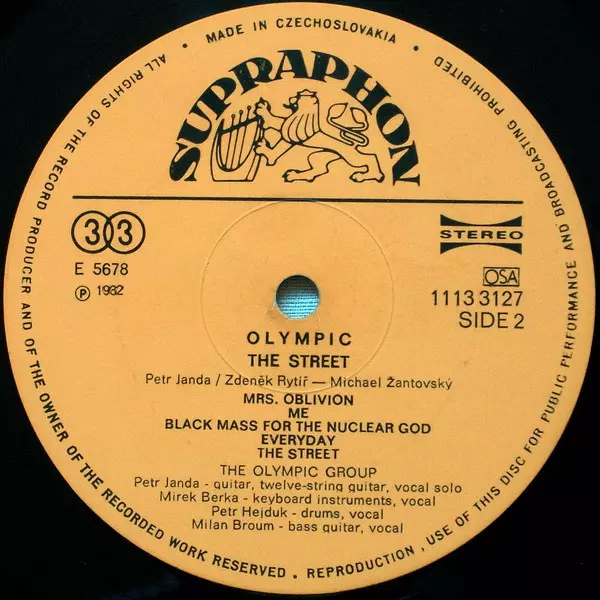 ALL RIGHTS OF THE RECORD PRODUCER AND OF THE OWNER OF THE RECORDED WORK RESERVED . REPRODUCTION , USE OF THIS DISC FOR PUBLIC PERFORMANCE AND BROADCASTING PROHIBITED
• MADE IN CZECHOSLOVAKIA •
SUPRAPHON
33
STEREO
E 5678
OSA
Ⓟ 1982
1113 3127
SIDE 2
OLYMPIC
THE STREET
Petr Janda / Zdeněk Rytíř — Michael Žantovský
MRS. OBLIVION
ME
BLACK MASS FOR THE NUCLEAR GOD
EVERYDAY
THE STREET
THE OLYMPIC GROUP
Petr Janda - guitar, twelve-string guitar, vocal solo
Mirek Berka - keyboard instruments, vocal
Petr Hejduk - drums, vocal
Milan Broum - bass guitar, vocal